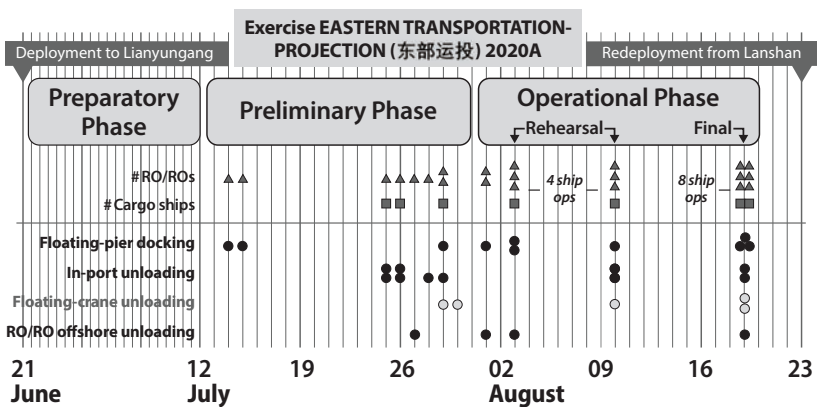 Exercise EASTERN TRANSPORTATION-
PROJECTION (东部运投) 2020A
Deployment to Lianyungang
Redeployment from Lanshan
Preparatory
Phase
Preliminary Phase
Operational Phase
Rehearsal
Final
# RO/ROs
4 ship
ops
8 ship
ops
# Cargo ships
Floating-pier docking
In-port unloading
Floating-crane unloading
RO/RO offshore unloading
21 12 19 26 02 09 16 23
June July August